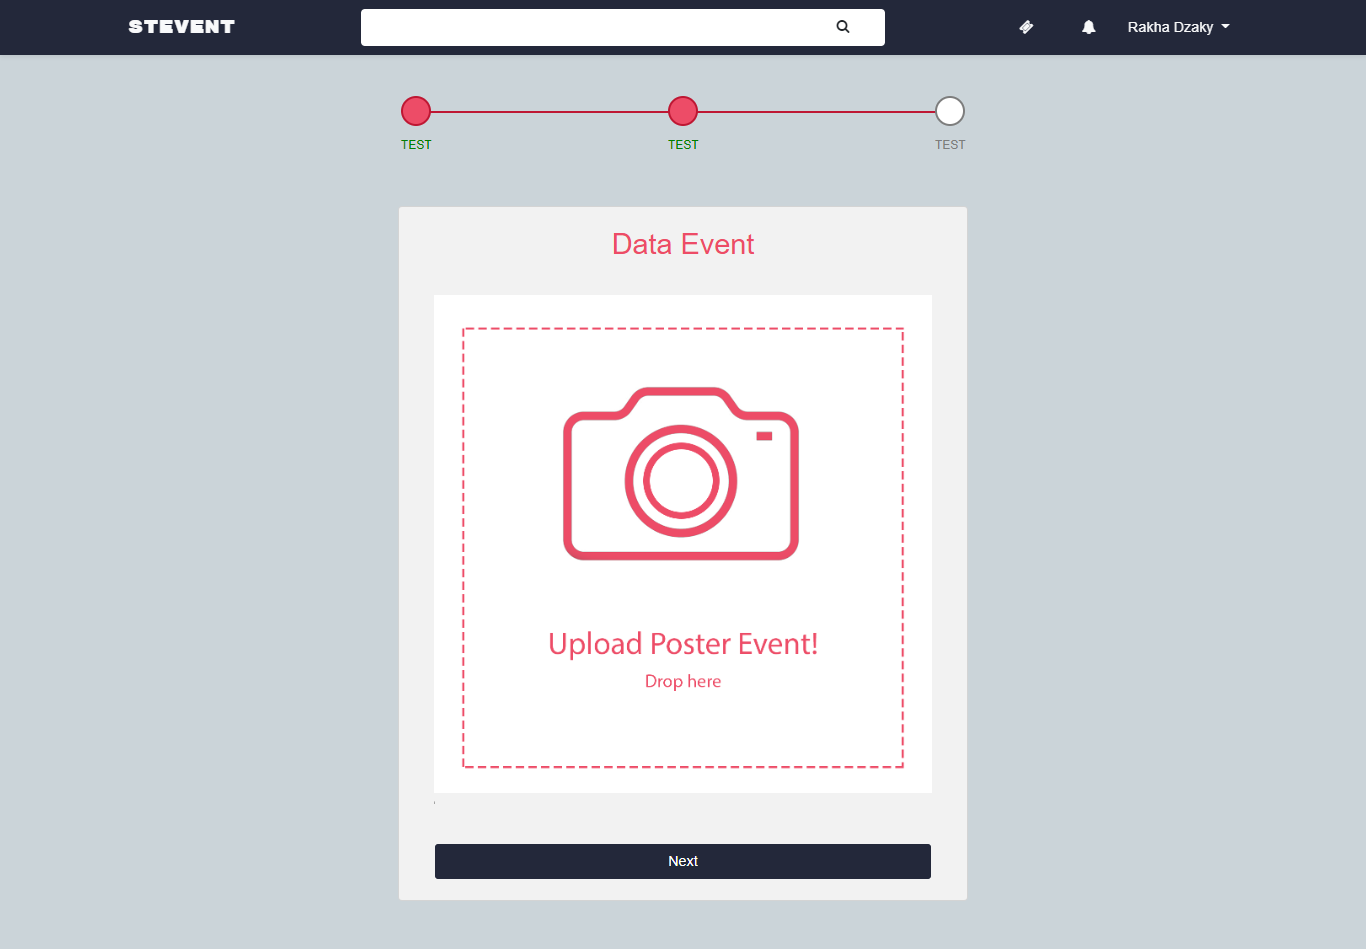 STEVENT
Rakha Dzaky
TEST
TEST
TEST
Data Event
Upload Poster Event!
Drop here
Next